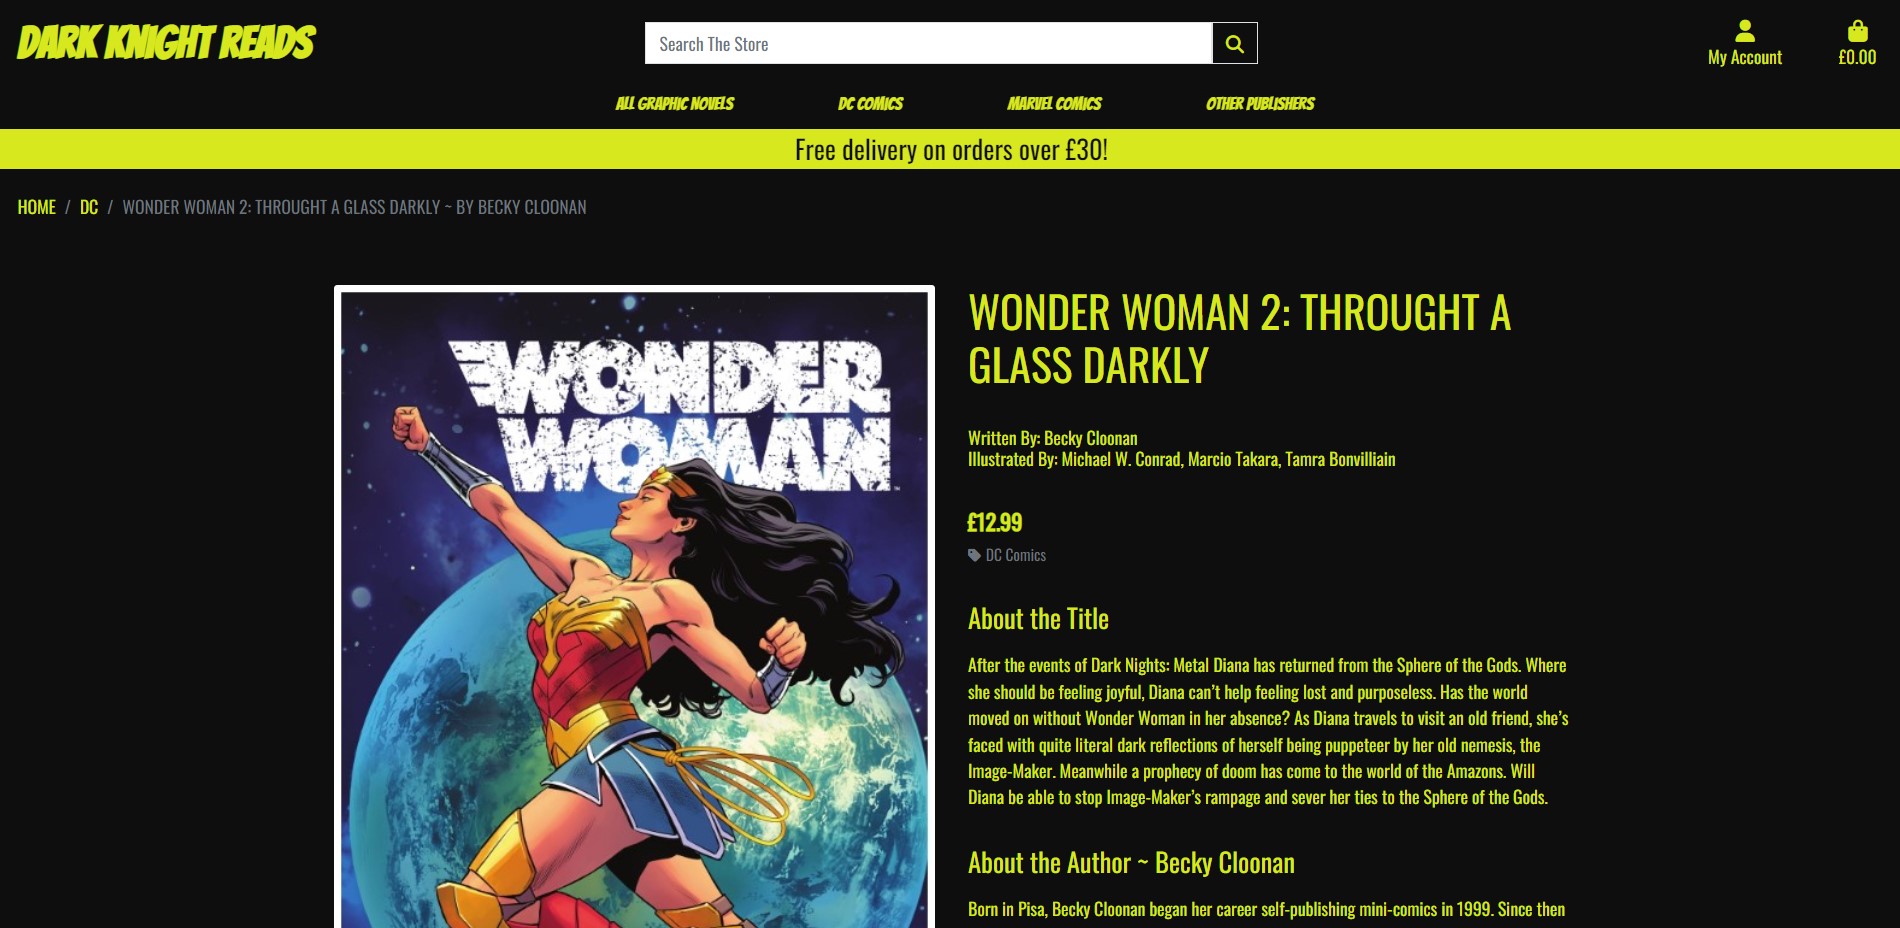 DARK KNIGHT READS
Search The Store
My Account
£0.00
ALL GRAPHIC NOVELS
DC COMICS
MARVEL COMICS
OTHER PUBLISHERS
Free delivery on orders over £30!
HOME / DC / WONDER WOMAN 2: THROUGHT A GLASS DARKLY ~ BY BECKY CLOONAN
WONDER
WOMAN
WONDER WOMAN 2: THROUGHT A
GLASS DARKLY
Written By: Becky Cloonan
Illustrated By: Michael W. Conrad, Marcio Takara, Tamra Bonvilliain
£12.99
DC Comics
About the Title
After the events of Dark Nights: Metal Diana has returned from the Sphere of the Gods. Where
she should be feeling joyful, Diana can’t help feeling lost and purposeless. Has the world
moved on without Wonder Woman in her absence? As Diana travels to visit an old friend, she’s
faced with quite literal dark reflections of herself being puppeteer by her old nemesis, the
Image-Maker. Meanwhile a prophecy of doom has come to the world of the Amazons. Will
Diana be able to stop Image-Maker’s rampage and sever her ties to the Sphere of the Gods.
About the Author ~ Becky Cloonan
Born in Pisa, Becky Cloonan began her career self-publishing mini-comics in 1999. Since then